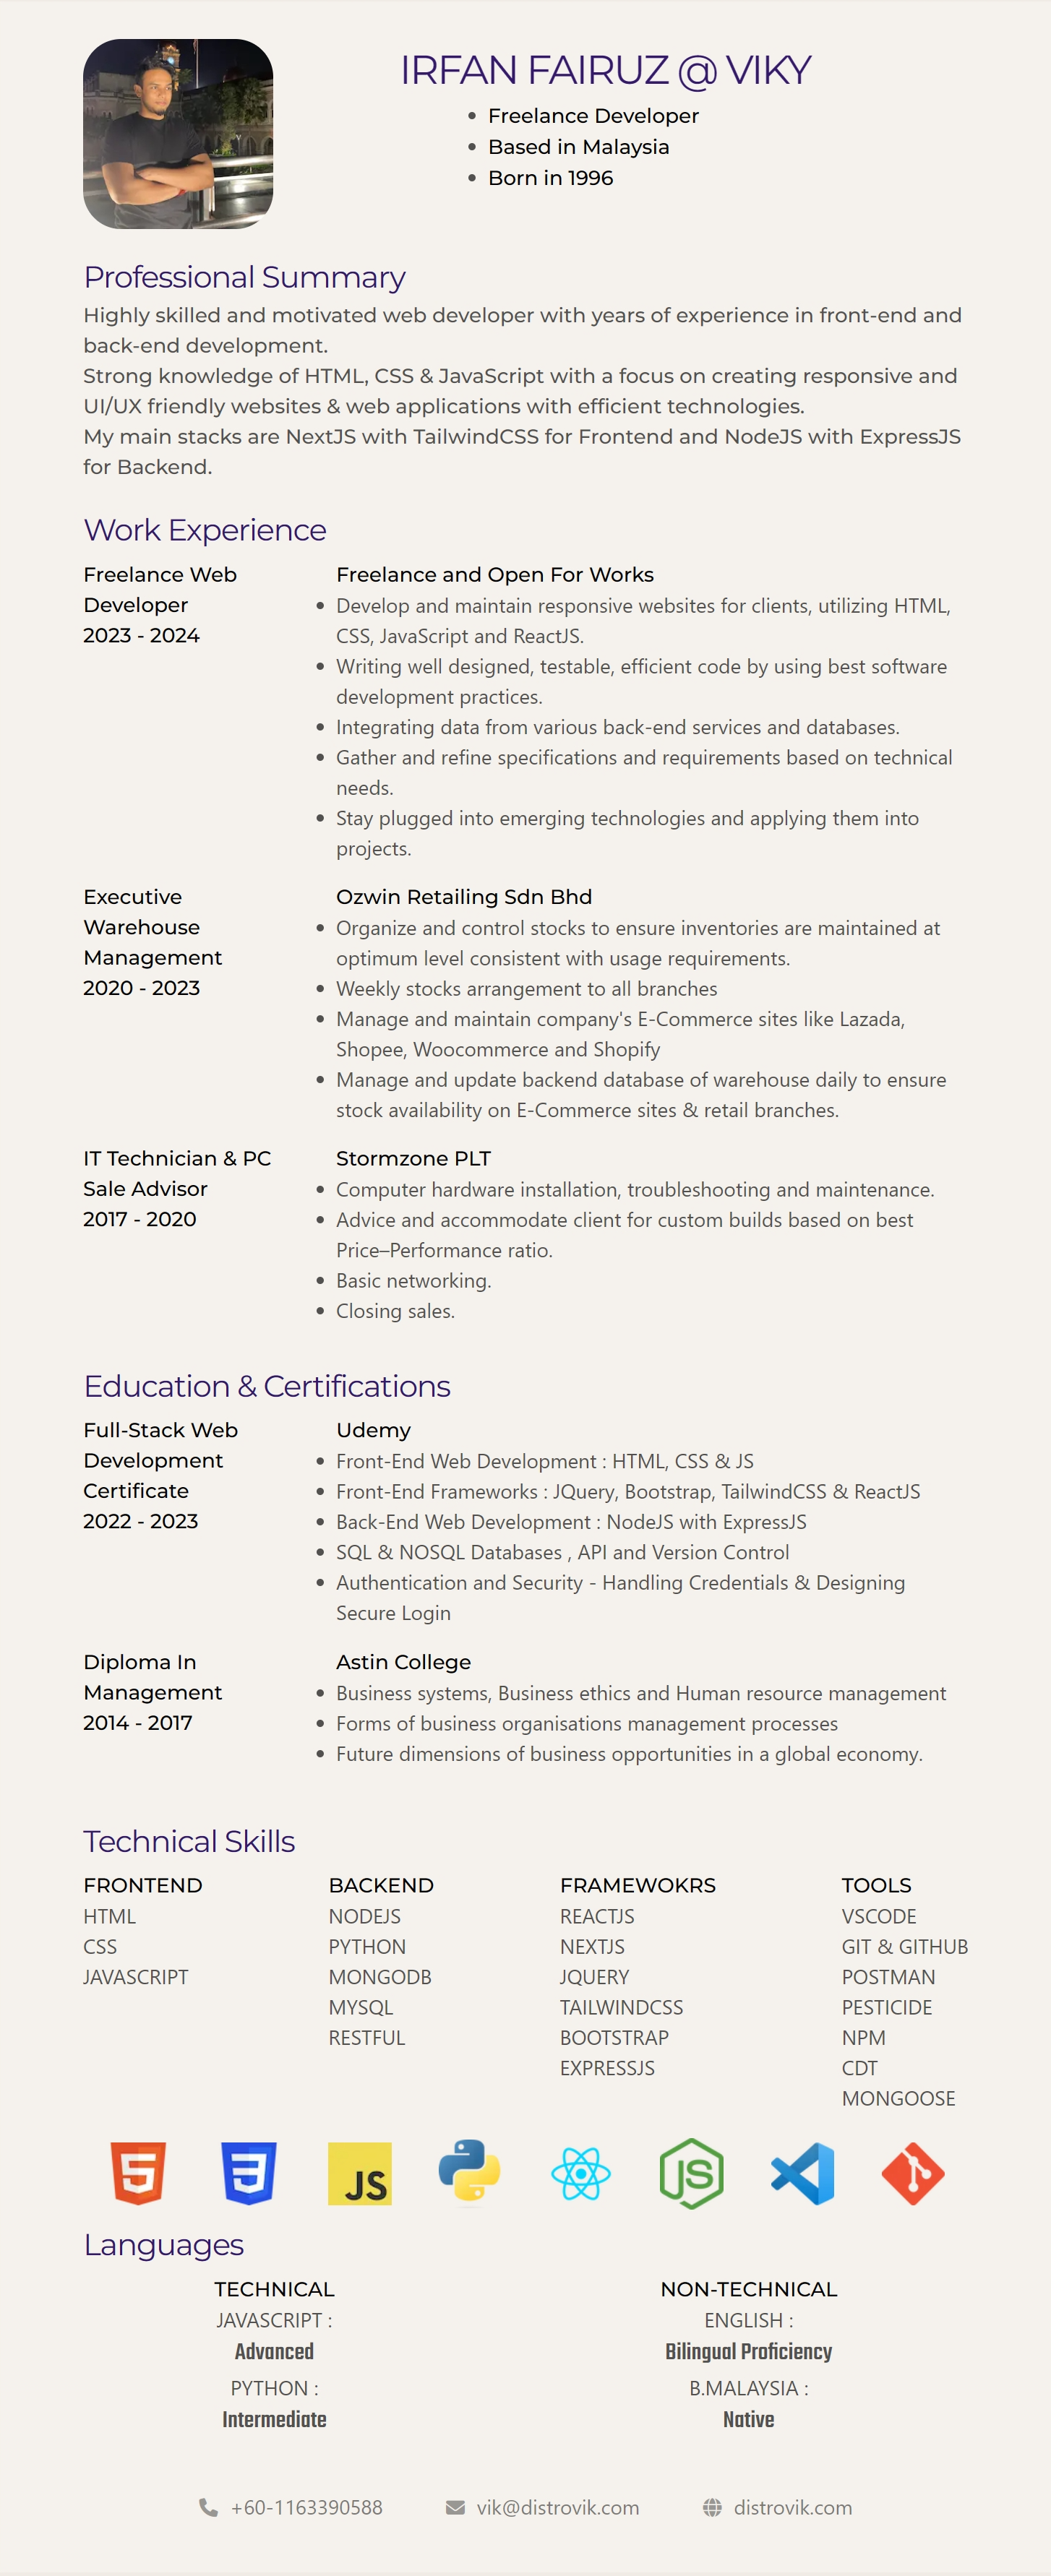 IRFAN FAIRUZ @ VIKY
Freelance Developer
Based in Malaysia
Born in 1996
Professional Summary
Highly skilled and motivated web developer with years of experience in front-end and
back-end development.
Strong knowledge of HTML, CSS & JavaScript with a focus on creating responsive and
UI/UX friendly websites & web applications with efficient technologies.
My main stacks are NextJS with TailwindCSS for Frontend and NodeJS with ExpressJS
for Backend.
Work Experience
Freelance Web
Developer
2023 - 2024
Freelance and Open For Works
Develop and maintain responsive websites for clients, utilizing HTML,
CSS, JavaScript and ReactJS.
Writing well designed, testable, efficient code by using best software
development practices.
Integrating data from various back-end services and databases.
Gather and refine specifications and requirements based on technical
needs.
Stay plugged into emerging technologies and applying them into
projects.
Executive
Warehouse
Management
2020 - 2023
Ozwin Retailing Sdn Bhd
Organize and control stocks to ensure inventories are maintained at
optimum level consistent with usage requirements.
Weekly stocks arrangement to all branches
Manage and maintain company's E-Commerce sites like Lazada,
Shopee, Woocommerce and Shopify
Manage and update backend database of warehouse daily to ensure
stock availability on E-Commerce sites & retail branches.
IT Technician & PC
Sale Advisor
2017 - 2020
Stormzone PLT
Computer hardware installation, troubleshooting and maintenance.
Advice and accommodate client for custom builds based on best
Price–Performance ratio.
Basic networking.
Closing sales.
Education & Certifications
Full-Stack Web
Development
Certificate
2022 - 2023
Udemy
Front-End Web Development : HTML, CSS & JS
Front-End Frameworks : JQuery, Bootstrap, TailwindCSS & ReactJS
Back-End Web Development : NodeJS with ExpressJS
SQL & NOSQL Databases , API and Version Control
Authentication and Security - Handling Credentials & Designing
Secure Login
Diploma In
Management
2014 - 2017
Astin College
Business systems, Business ethics and Human resource management
Forms of business organisations management processes
Future dimensions of business opportunities in a global economy.
Technical Skills
FRONTEND
HTML
CSS
JAVASCRIPT
BACKEND
NODEJS
PYTHON
MONGODB
MYSQL
RESTFUL
FRAMEWOKRS
REACTJS
NEXTJS
JQUERY
TAILWINDCSS
BOOTSTRAP
EXPRESSJS
TOOLS
VSCODE
GIT & GITHUB
POSTMAN
PESTICIDE
NPM
CDT
MONGOOSE
5
3
JS
JS
Languages
TECHNICAL
JAVASCRIPT :
Advanced
PYTHON :
Intermediate
NON-TECHNICAL
ENGLISH :
Bilingual Proficiency
B.MALAYSIA :
Native
+60-1163390588
vik@distrovik.com
distrovik.com